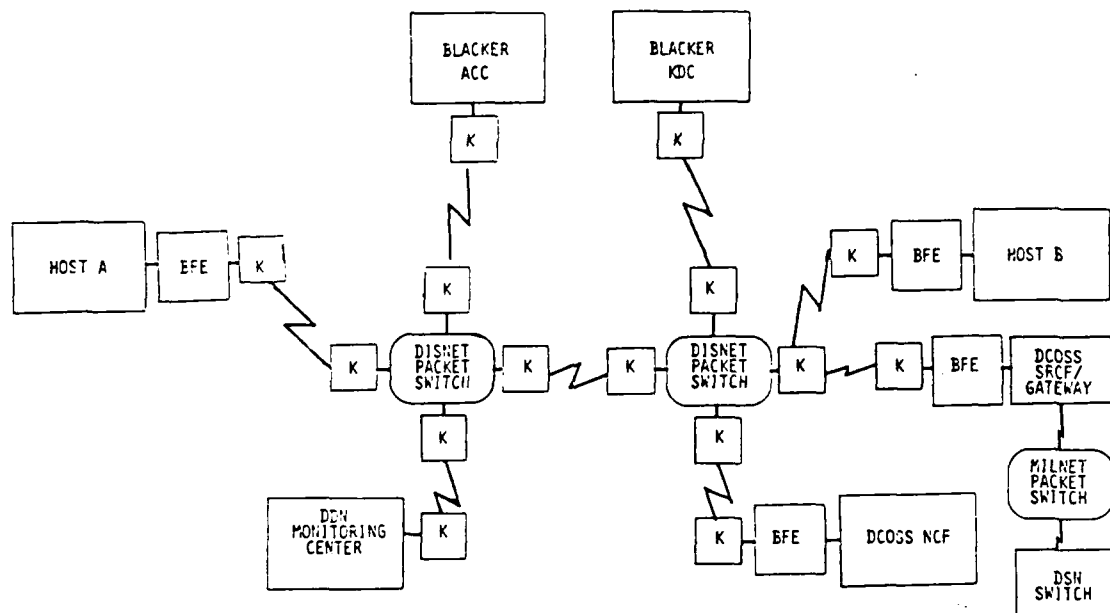 BLACKER
ACC
BLACKER
KDC
K
K
HOST A
BFE
K
K
BFE
HOST B
K
K
K
DISNET
PACKET
SWITCH
K
K
DISNET
PACKET
SWITCH
K
K
BFE
DCOSS
SRCF/
GATEWAY
K
K
MILNET
PACKET
SWITCH
DDN
MONITORING
CENTER
K
K
BFE
DCOSS NCF
DSN
SWITCH